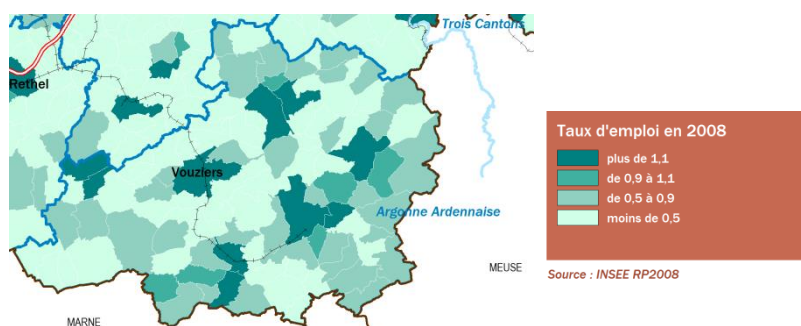 Trois Cantons
Rethel
Vouziers
Argonne Ardennaise
MEUSE
MARNE
Taux d'emploi en 2008
plus de 1,1
de 0,9 à 1,1
de 0,5 à 0,9
moins de 0,5
Source : INSEE RP2008